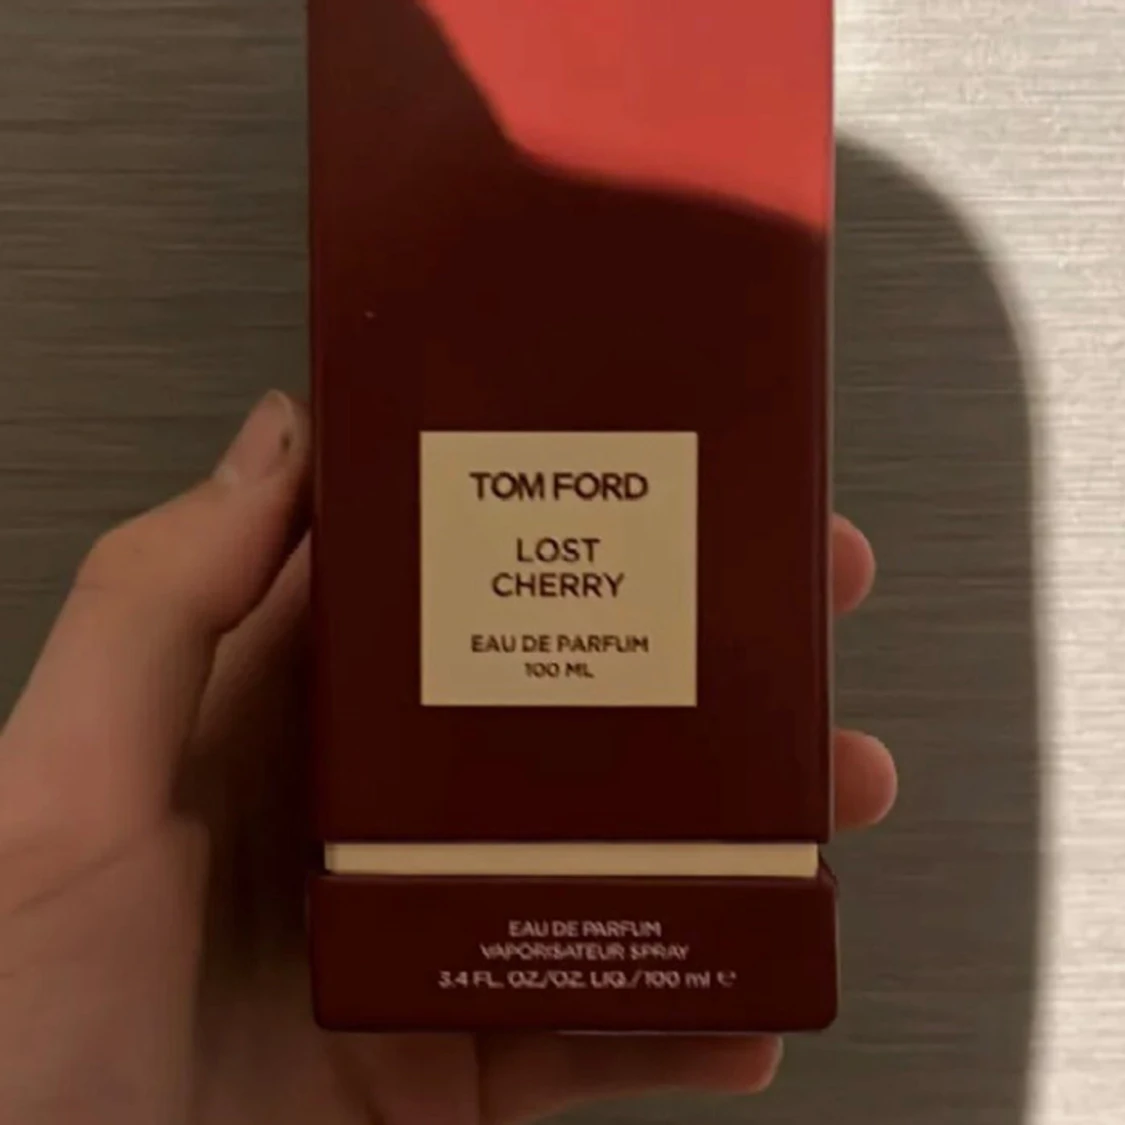 TOM FORD
LOST
CHERRY
EAU DE PARFUM
100 ML
EAU DE PARFUM
VAPORISATEUR SPRAY
3.4 FL. OZ./OZ. LIQ./100 ml ℮